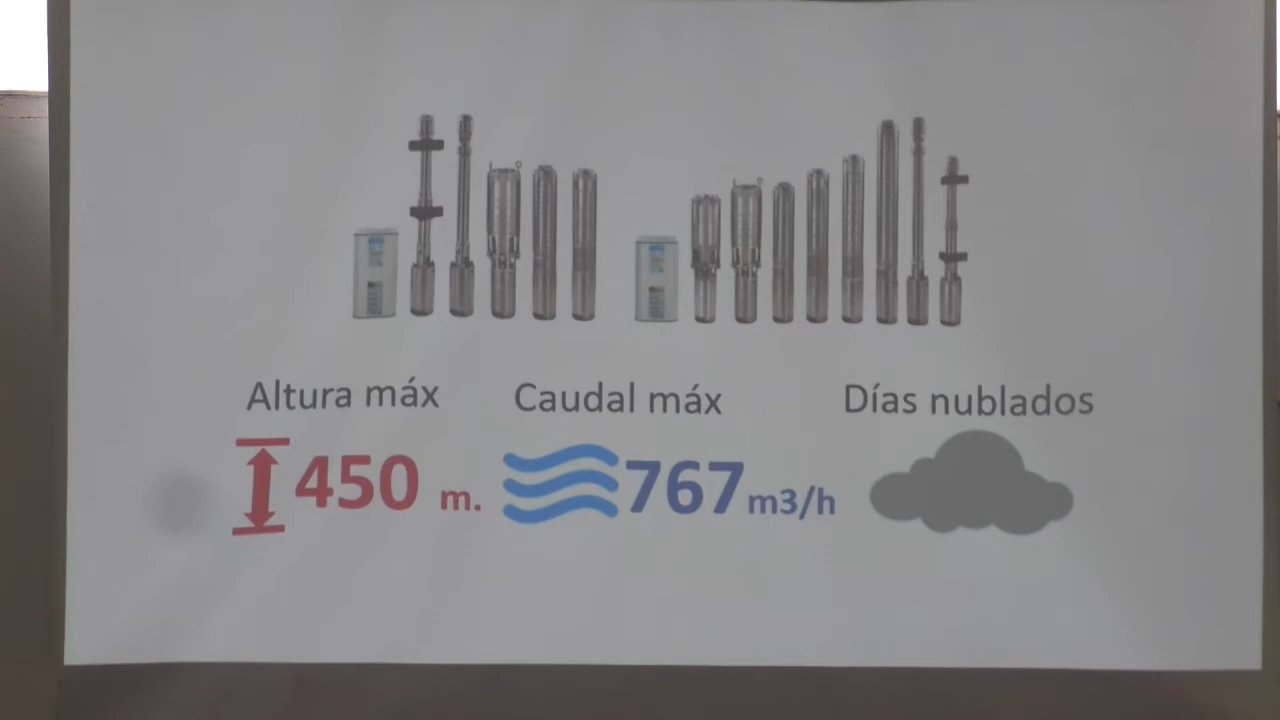 Altura máx
Caudal máx
Días nublados
450 m.
767 m3/h